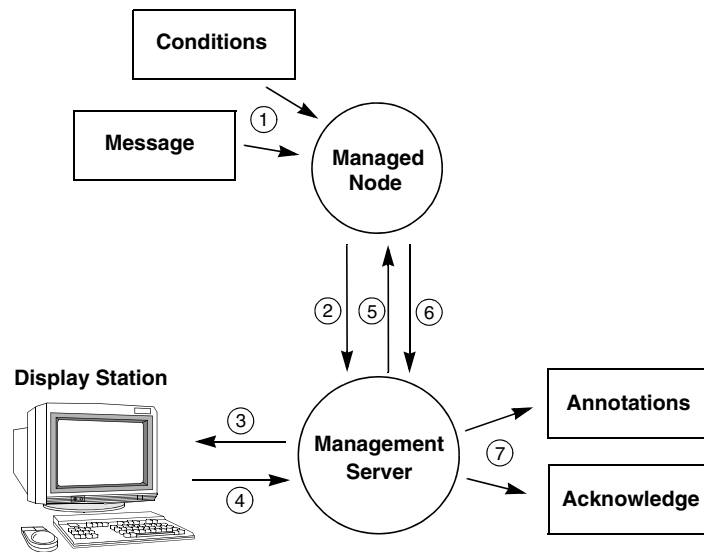 Conditions
1
Message
Managed
Node
2
5
6
Display Station
3
4
Management
Server
7
Annotations
Acknowledge